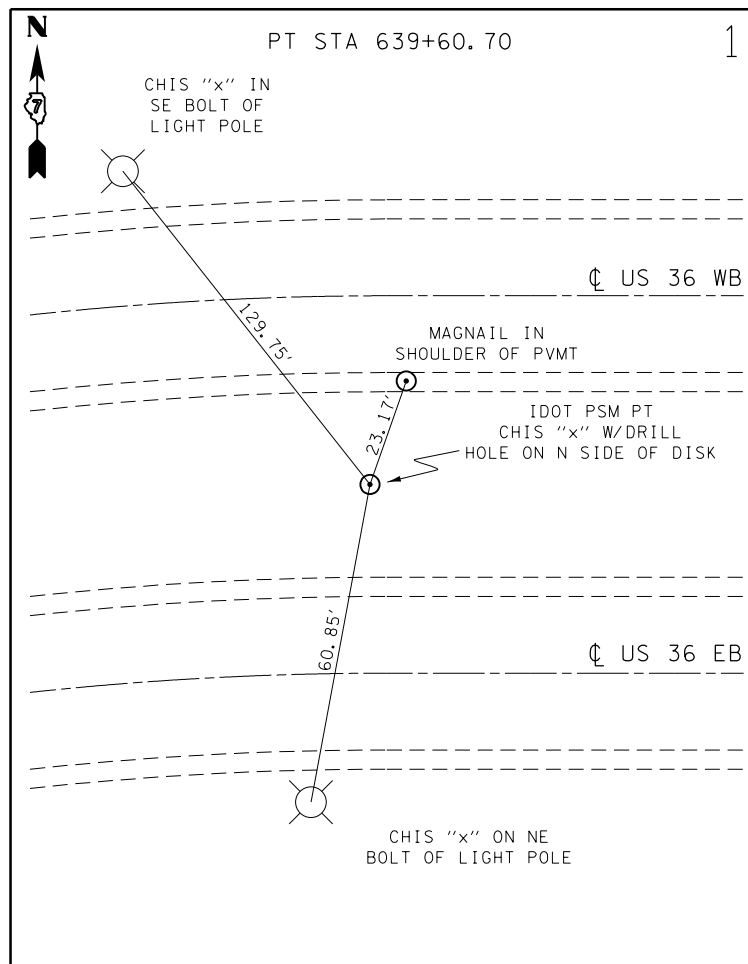 N
PT STA 639+60.70
1
7
CHIS "x" IN
SE BOLT OF
LIGHT POLE
℄ US 36 WB
129.75'
MAGNAIL IN
SHOULDER OF PVMT
23.17'
IDOT PSM PT
CHIS "x" W/DRILL
HOLE ON N SIDE OF DISK
60.85'
℄ US 36 EB
CHIS "x" ON NE
BOLT OF LIGHT POLE